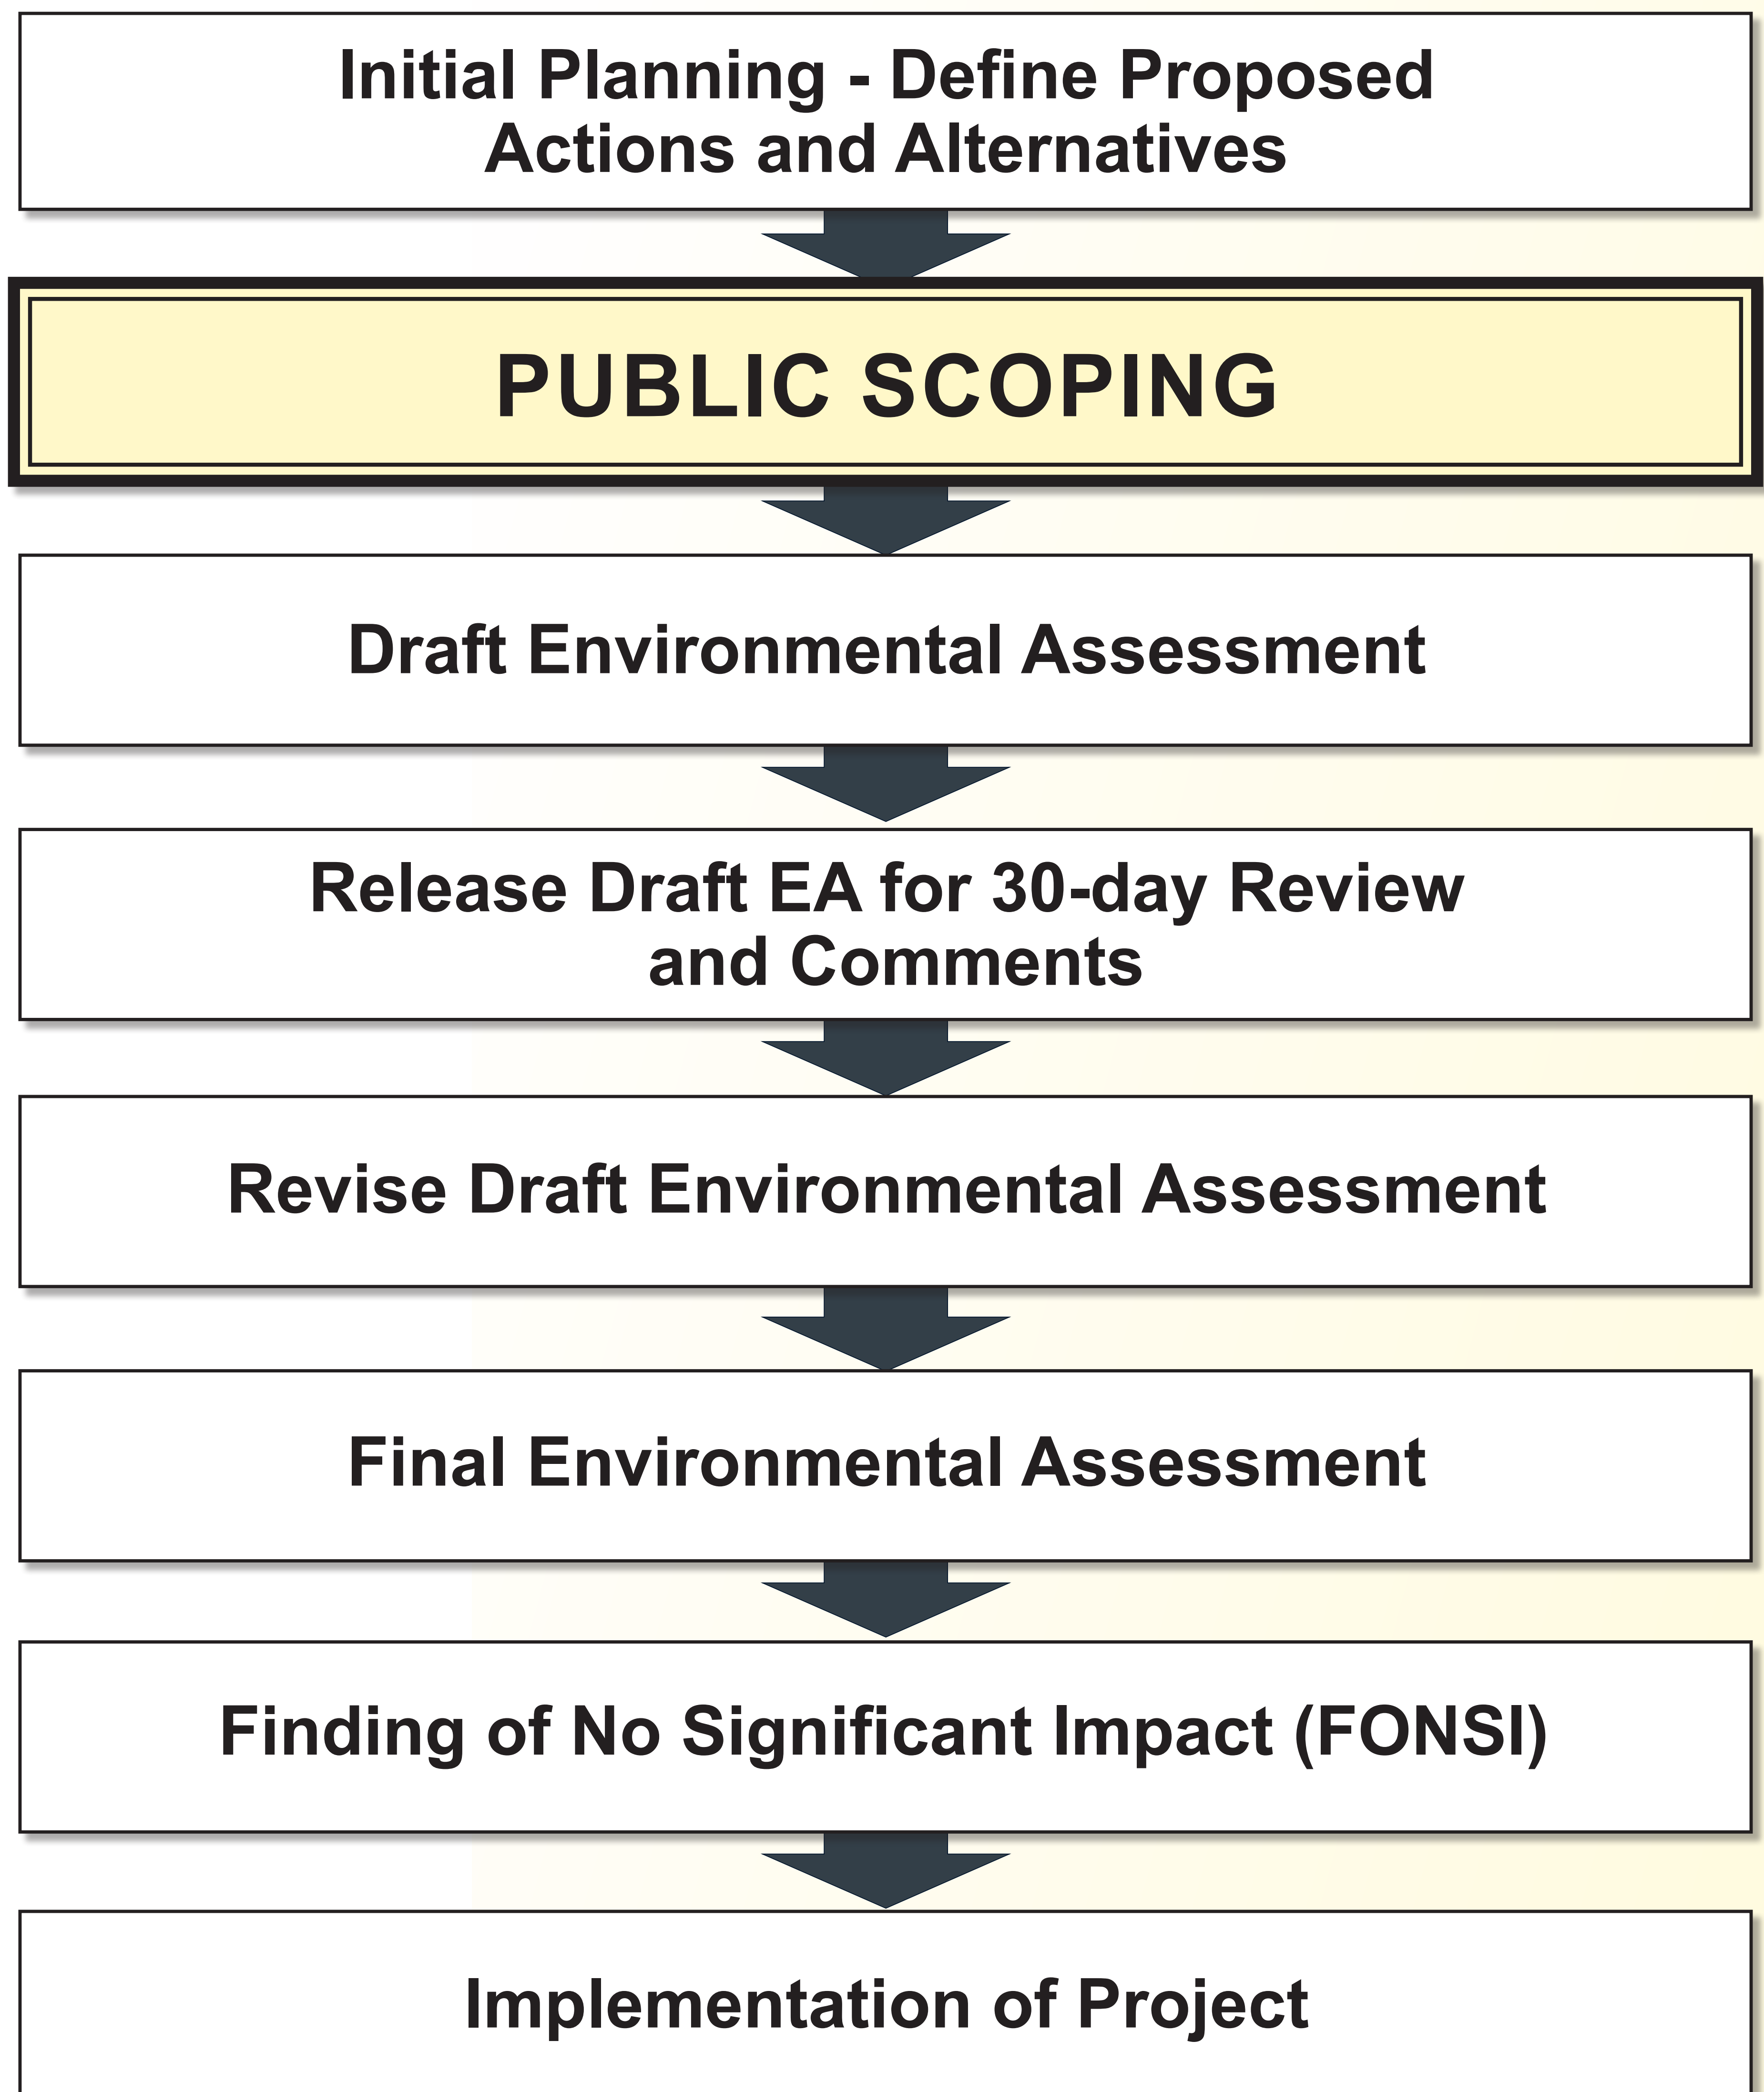 Initial Planning - Define Proposed
Actions and Alternatives
PUBLIC SCOPING
Draft Environmental Assessment
Release Draft EA for 30-day Review
and Comments
Revise Draft Environmental Assessment
Final Environmental Assessment
Finding of No Significant Impact (FONSI)
Implementation of Project